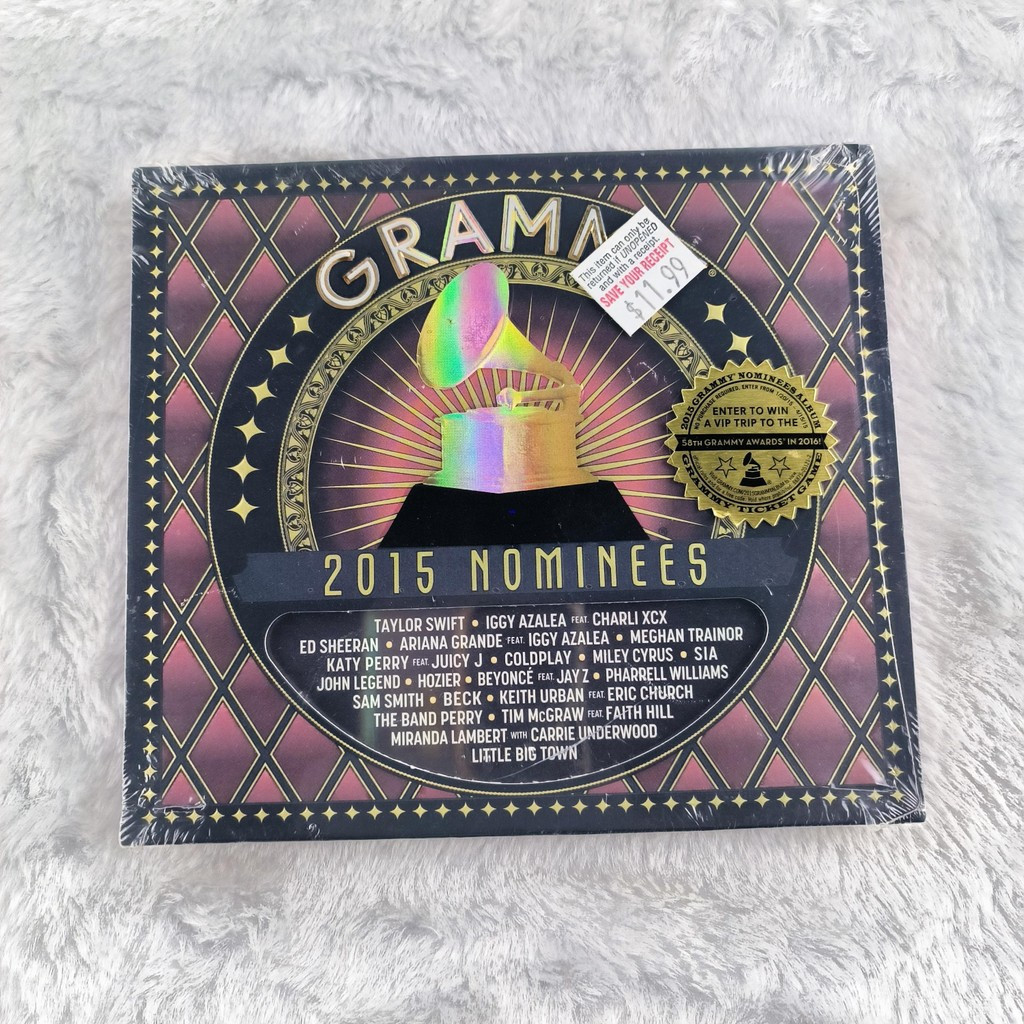 GRAMM
This item can only be
returned if UNOPENED
and with a receipt.
SAVE YOUR RECEIPT
$11.99
®
2015 GRAMMY® NOMINEES ALBUM
ENTER TO WIN
A VIP TRIP TO THE
58TH GRAMMY AWARDS® IN 2016!
GRAMMY TICKET GAME
2015 NOMINEES
TAYLOR SWIFT • IGGY AZALEA FEAT. CHARLI XCX
ED SHEERAN • ARIANA GRANDE FEAT. IGGY AZALEA • MEGHAN TRAINOR
KATY PERRY FEAT. JUICY J • COLDPLAY • MILEY CYRUS • SIA
JOHN LEGEND • HOZIER • BEYONCÉ FEAT. JAY Z • PHARRELL WILLIAMS
SAM SMITH • BECK • KEITH URBAN FEAT. ERIC CHURCH
THE BAND PERRY • TIM McGRAW FEAT. FAITH HILL
MIRANDA LAMBERT WITH CARRIE UNDERWOOD
LITTLE BIG TOWN